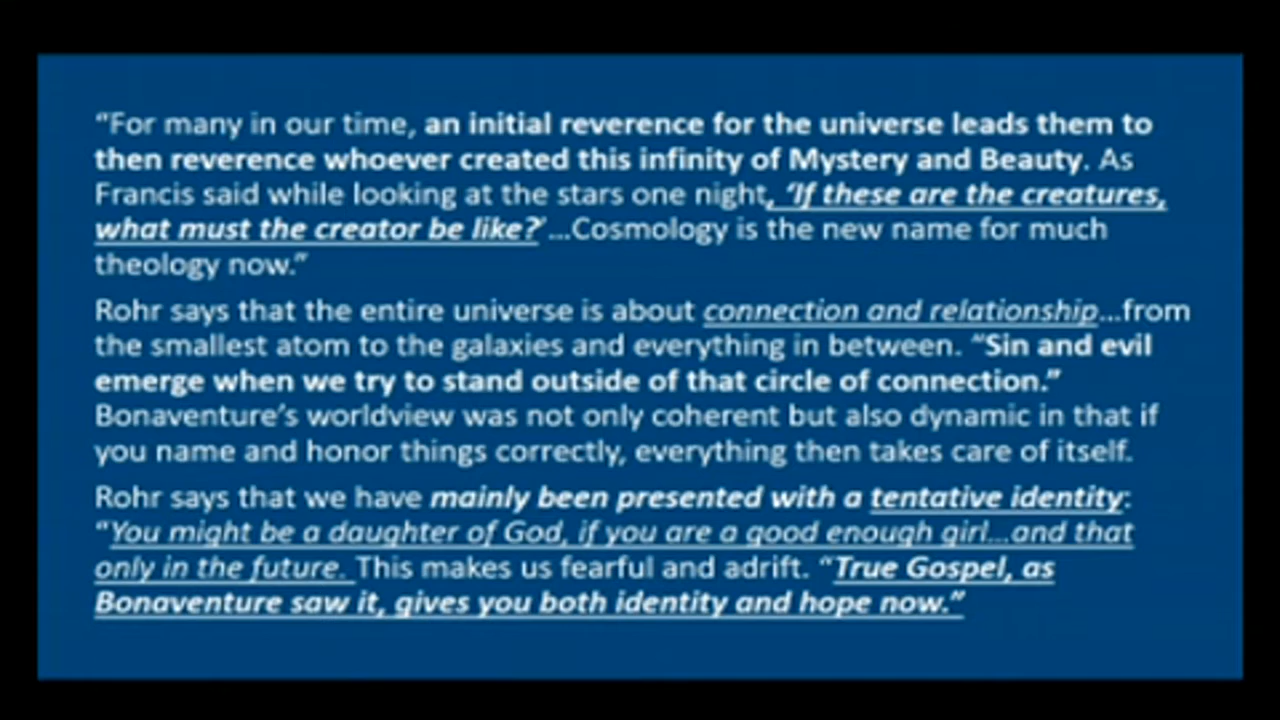 “For many in our time, an initial reverence for the universe leads them to
then reverence whoever created this infinity of Mystery and Beauty. As
Francis said while looking at the stars one night, ‘If these are the creatures,
what must the creator be like?’ …Cosmology is the new name for much
theology now.”
Rohr says that the entire universe is about connection and relationship…from
the smallest atom to the galaxies and everything in between. “Sin and evil
emerge when we try to stand outside of that circle of connection.”
Bonaventure’s worldview was not only coherent but also dynamic in that if
you name and honor things correctly, everything then takes care of itself.
Rohr says that we have mainly been presented with a tentative identity:
“You might be a daughter of God, if you are a good enough girl…and that
only in the future. This makes us fearful and adrift. “True Gospel, as
Bonaventure saw it, gives you both identity and hope now.”